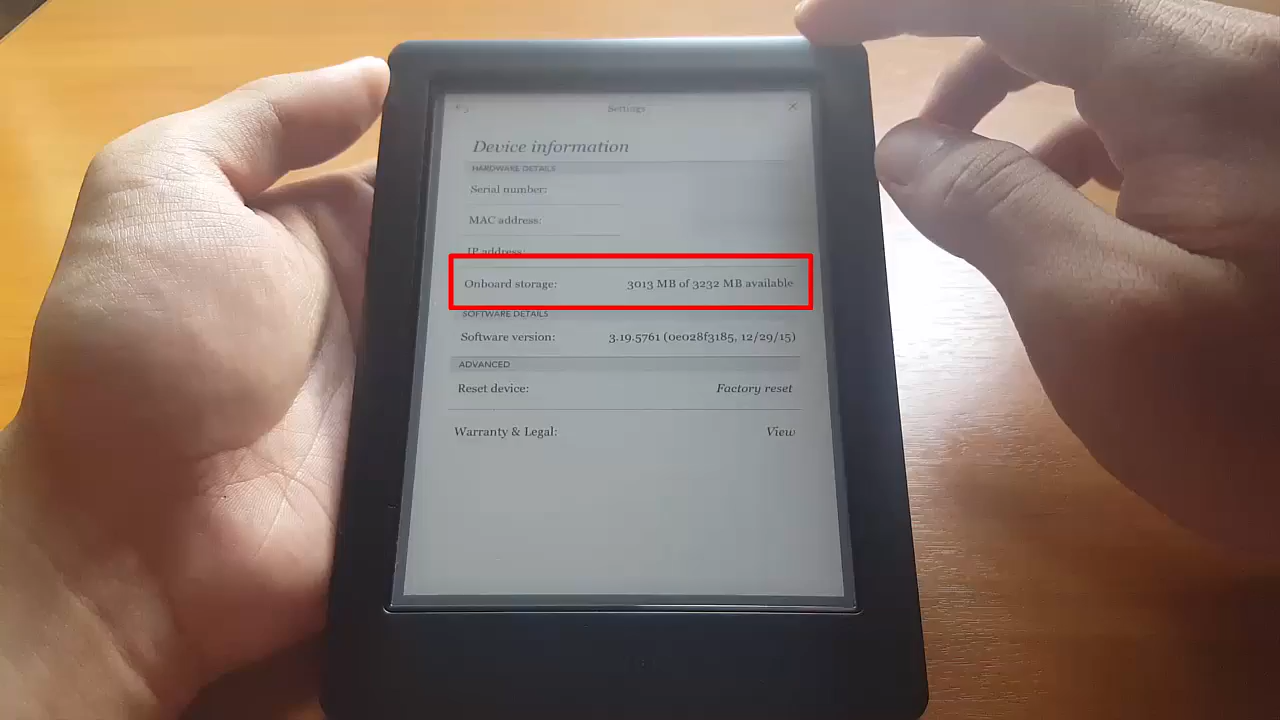 Settings
Device information
HARDWARE DETAILS
Serial number:
MAC address:
IP address:
Onboard storage: 3013 MB of 3232 MB available
SOFTWARE DETAILS
Software version: 3.19.5761 (0e028f3185, 12/29/15)
ADVANCED
Reset device: Factory reset
Warranty & Legal: View